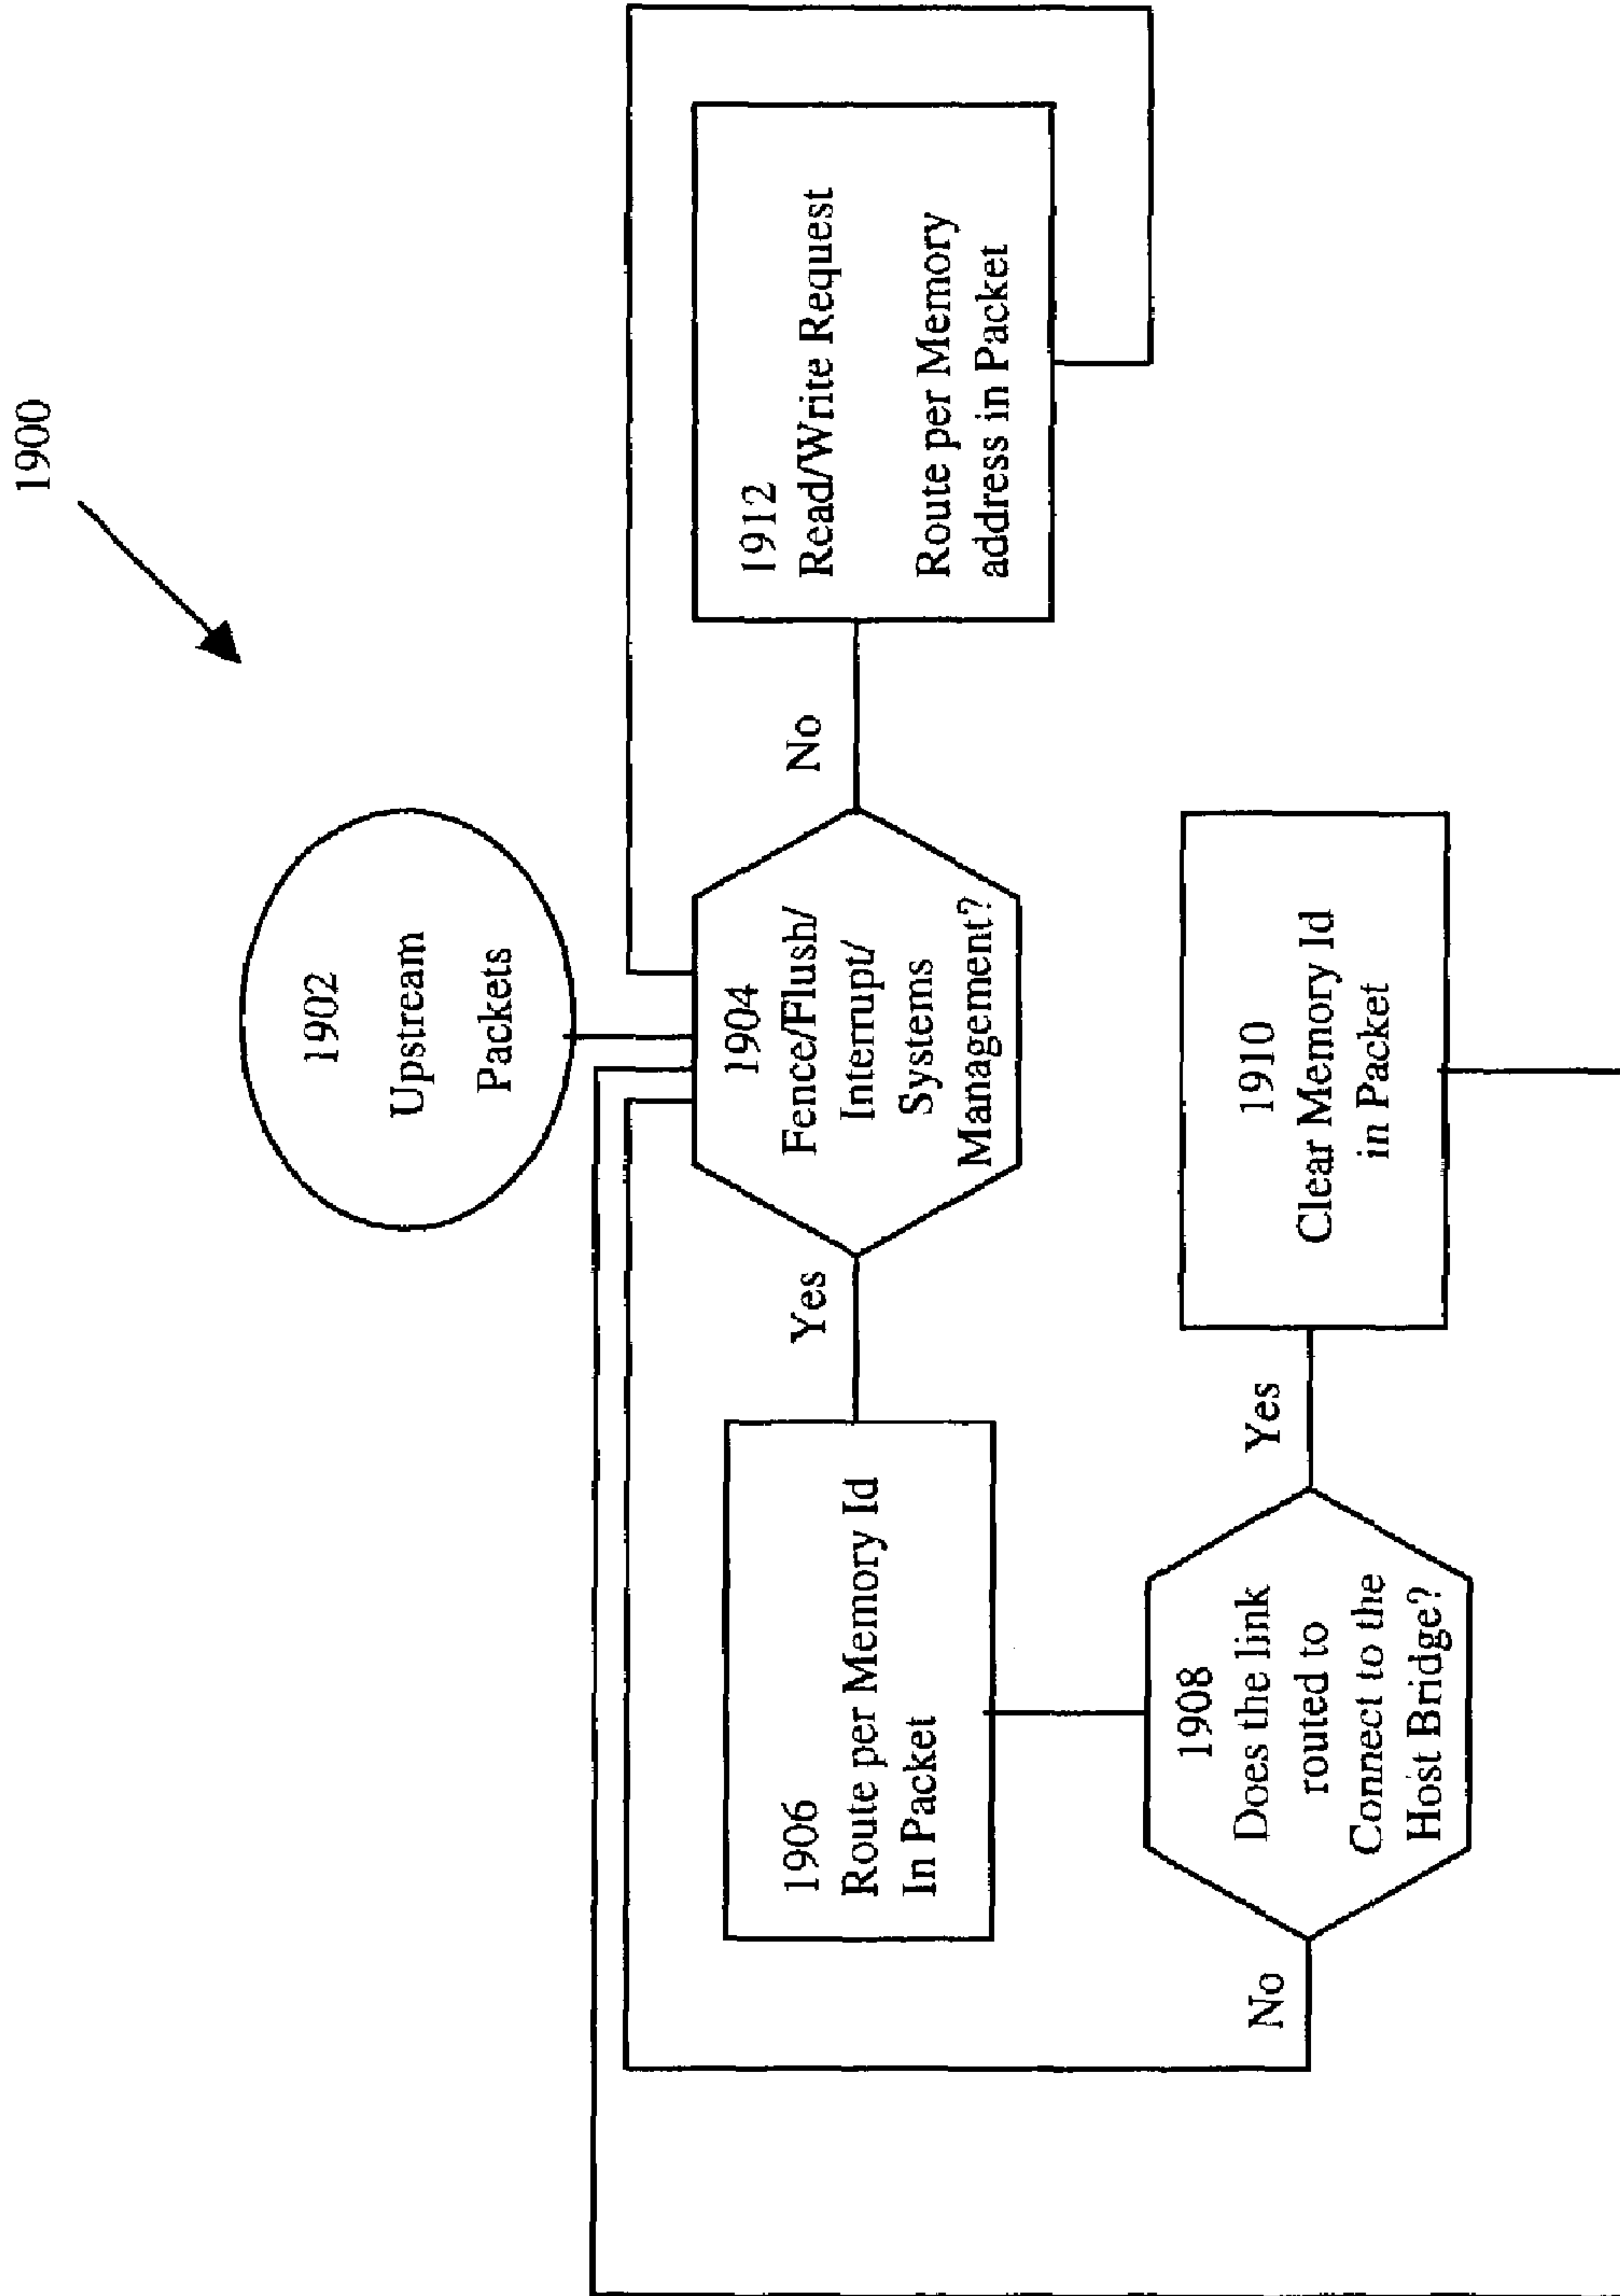 1900
1902
Upstream
Packets
1904
Fence/Flush/
Interrupt/
Systems
Management?
Yes
No
1906
Route per Memory Id
In Packet
1912
Read/Write Request
Route per Memory
address in Packet
1908
Does the link
routed to
Connect to the
Host Bridge?
No
Yes
1910
Clear Memory Id
in Packet